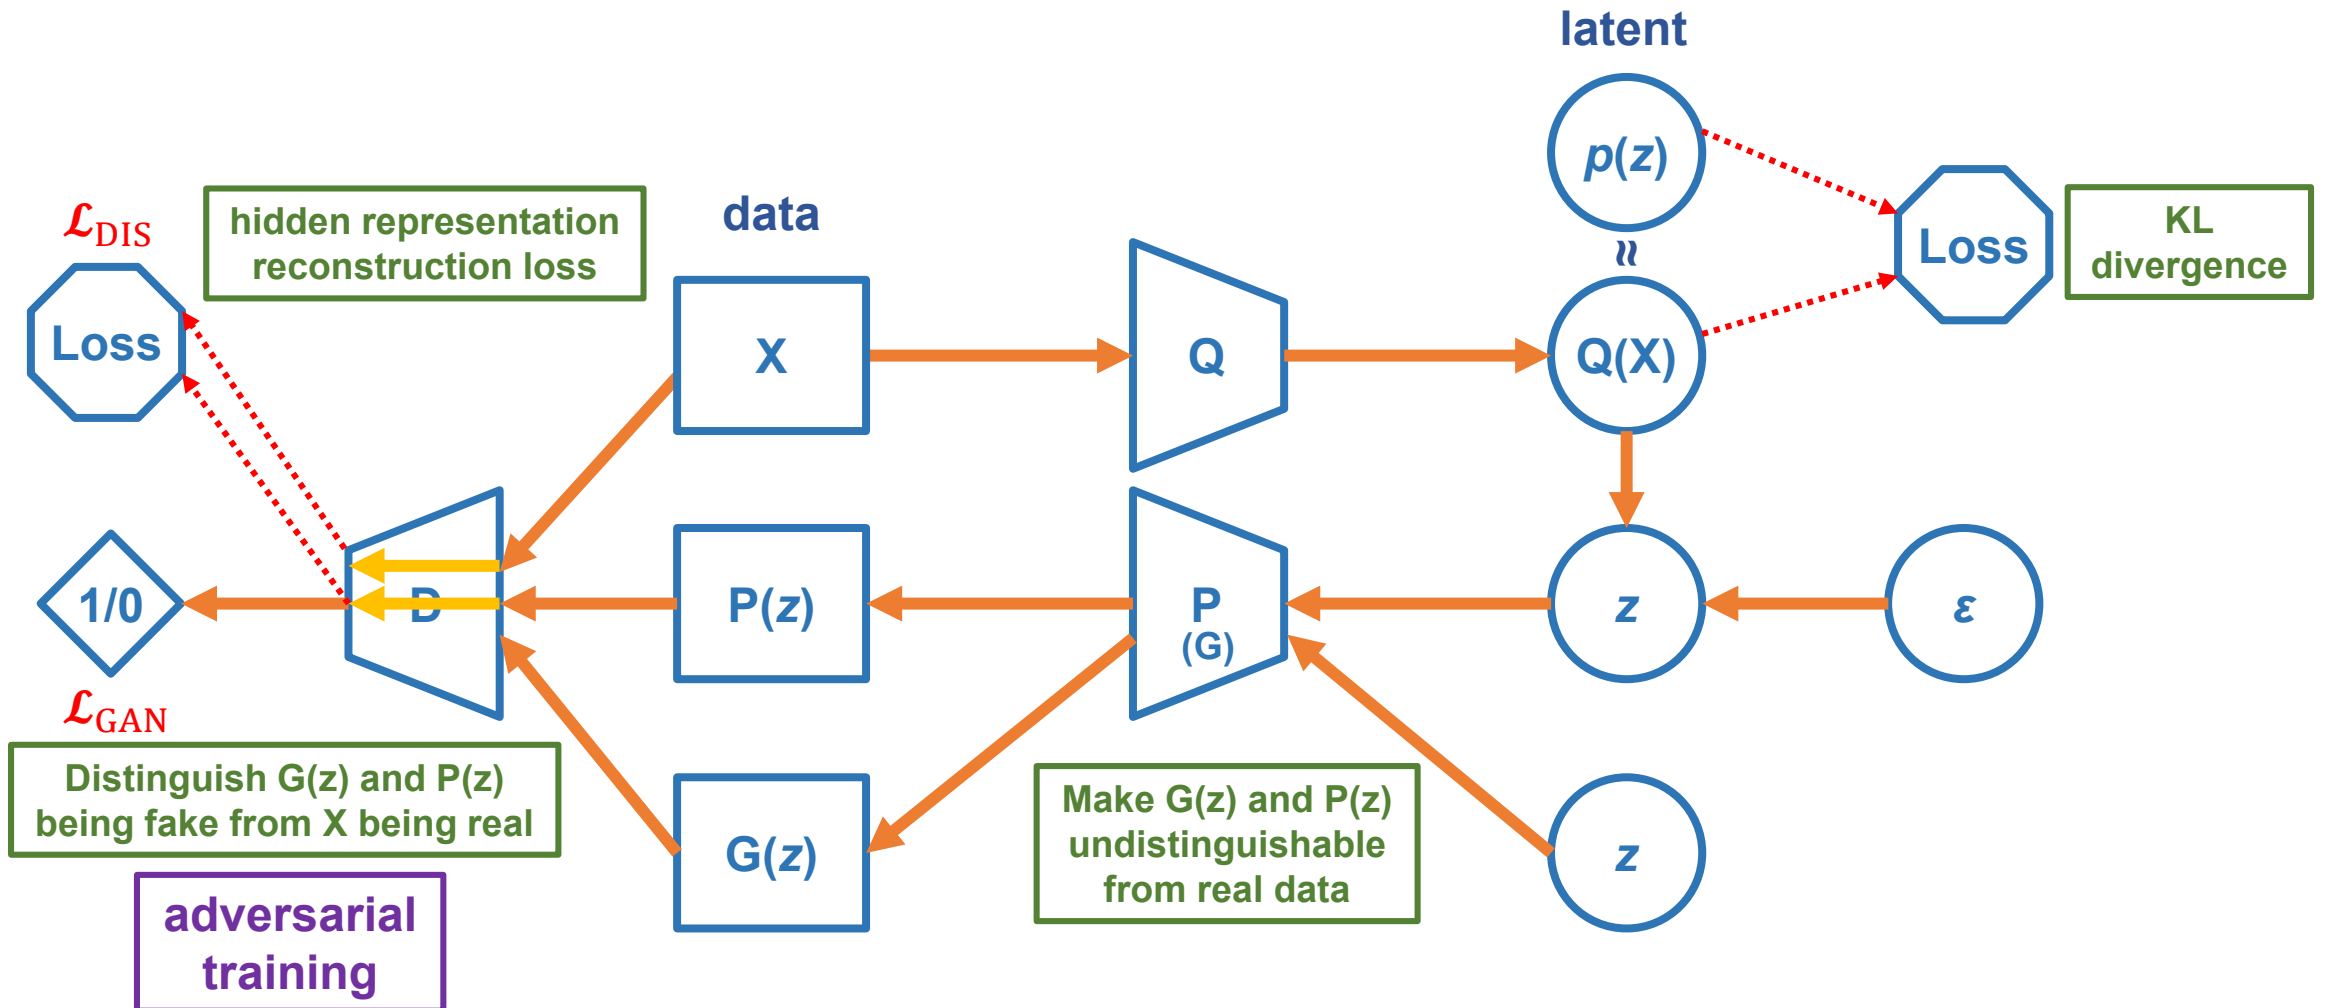 latent
p(z)
≈
Loss
KL
divergence
data
hidden representation
reconstruction loss
ℒDIS
Loss
X
Q
Q(X)
1/0
D
P(z)
P
(G)
z
ε
ℒGAN
Distinguish G(z) and P(z)
being fake from X being real
G(z)
Make G(z) and P(z)
undistinguishable
from real data
z
adversarial
training